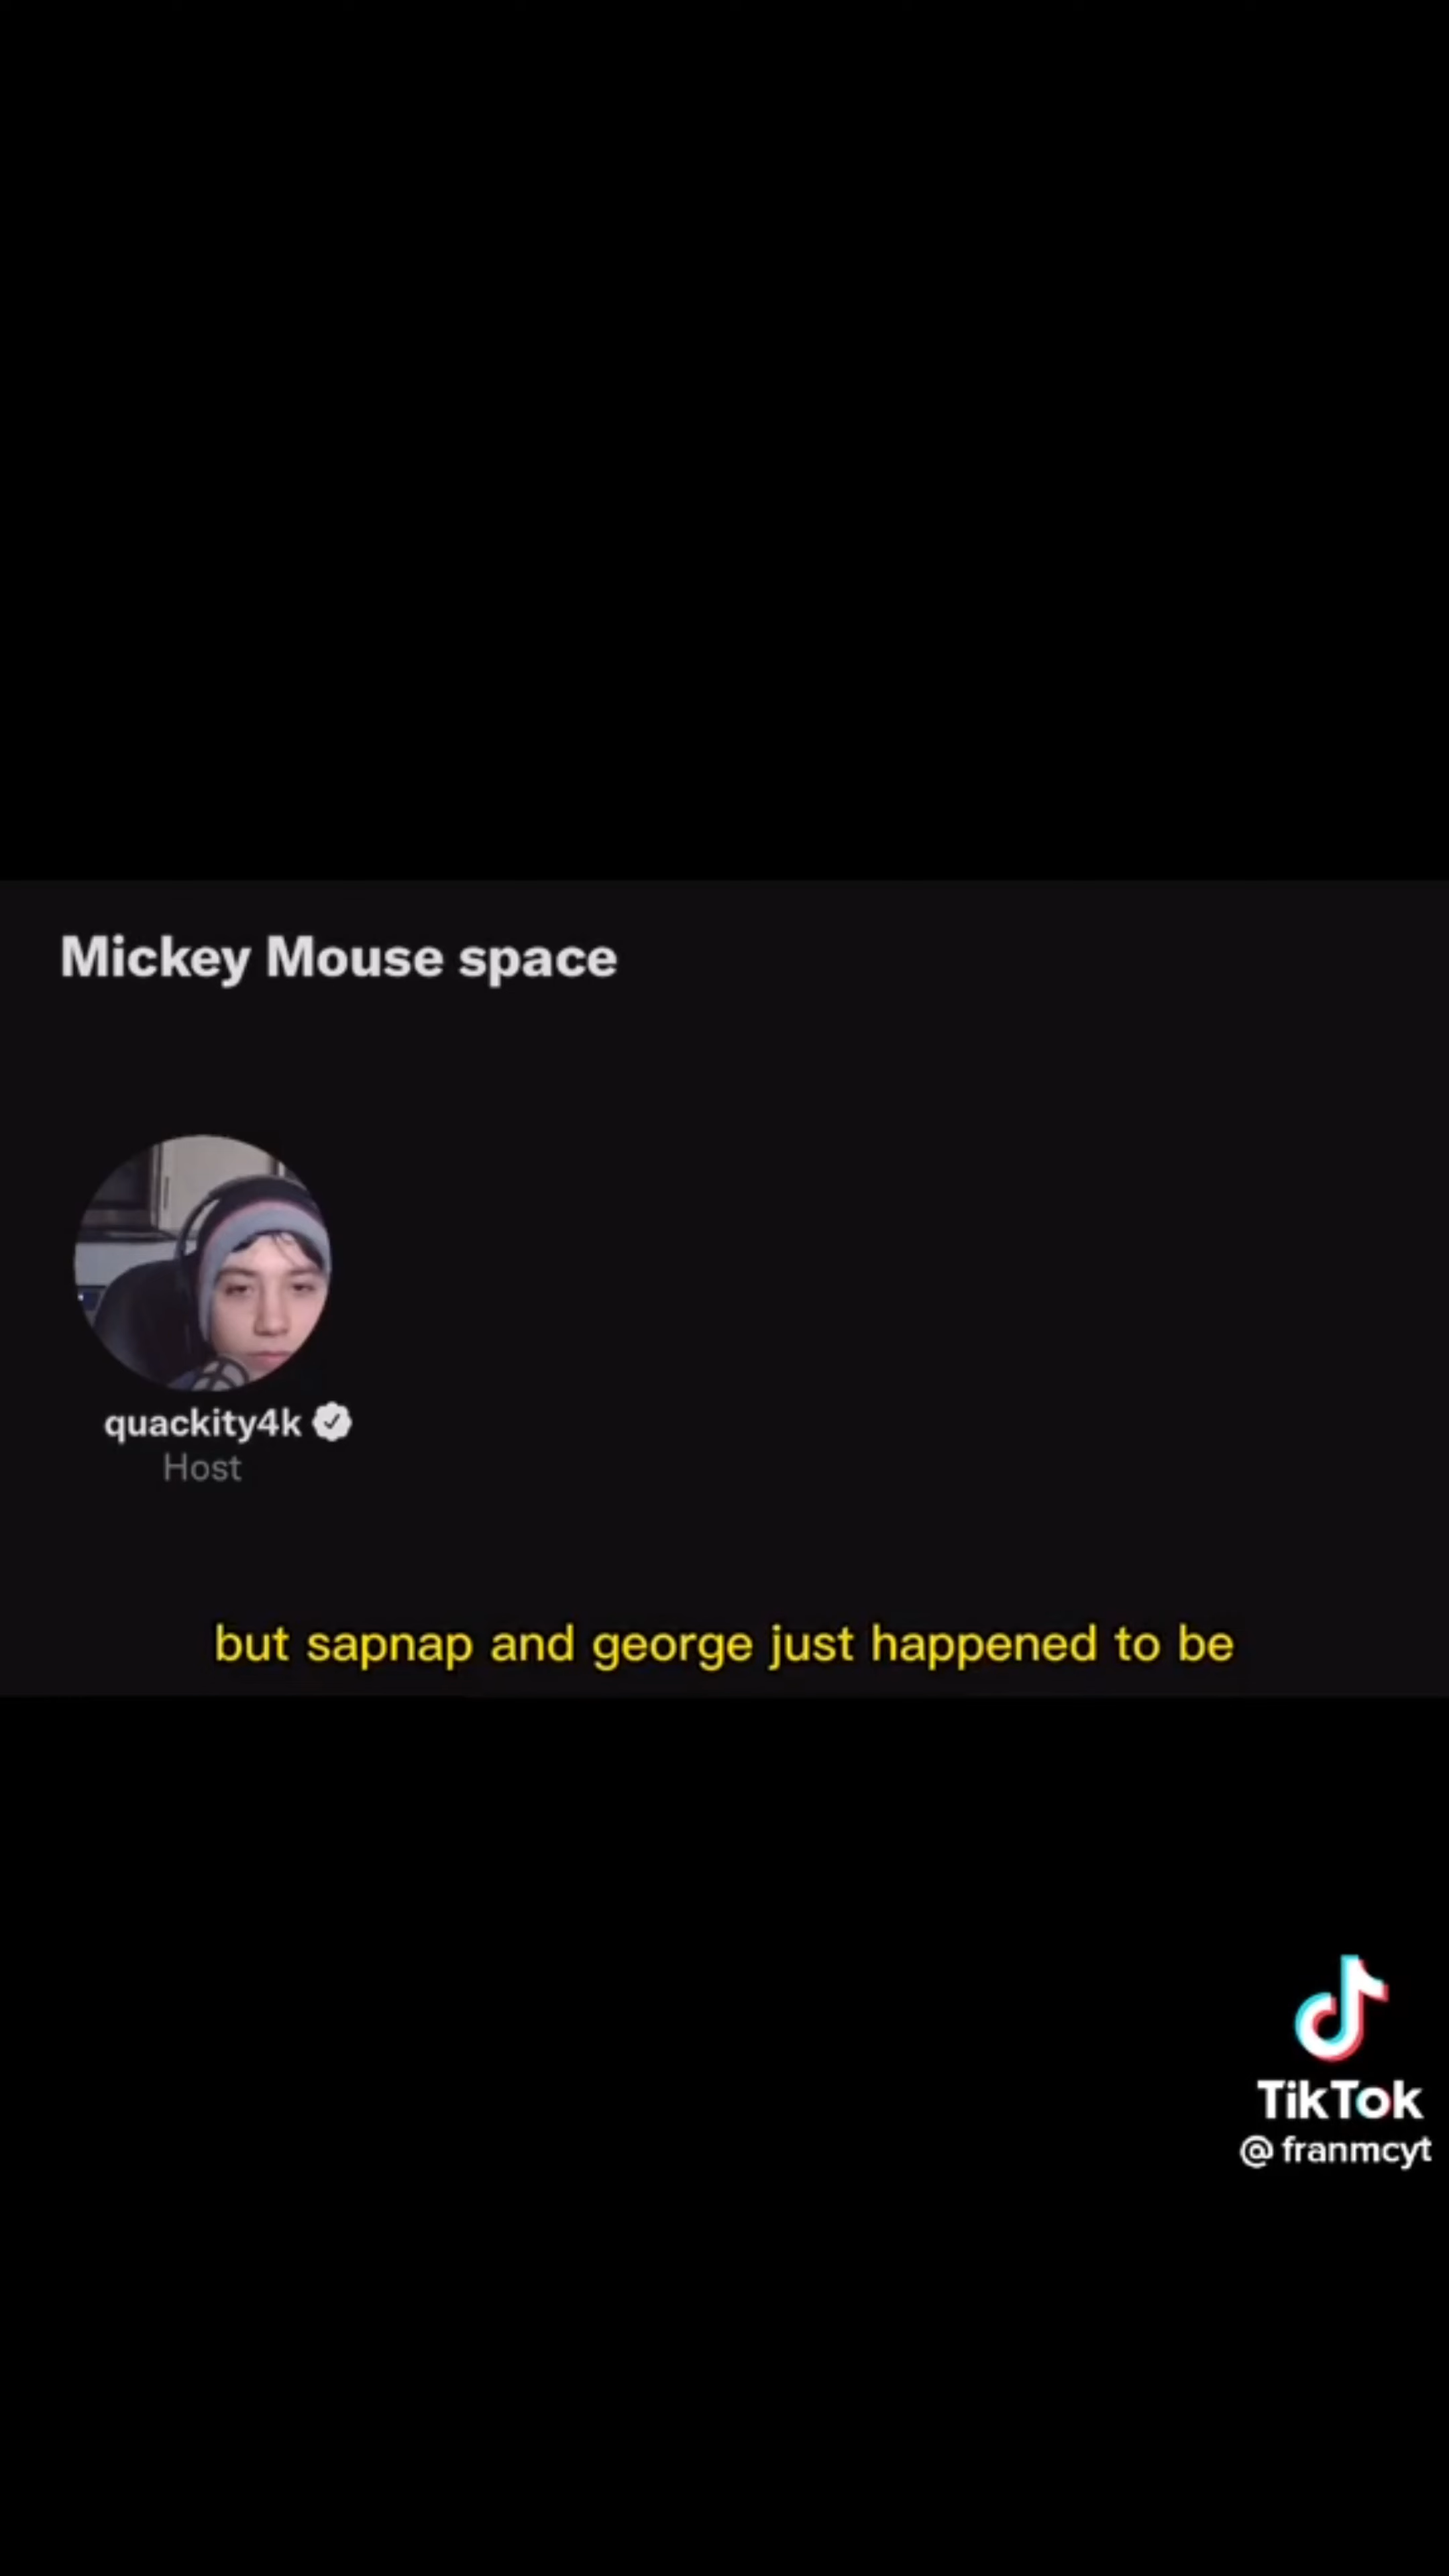 Mickey Mouse space
quackity4k
Host
but sapnap and george just happened to be
TikTok
@franmcyt